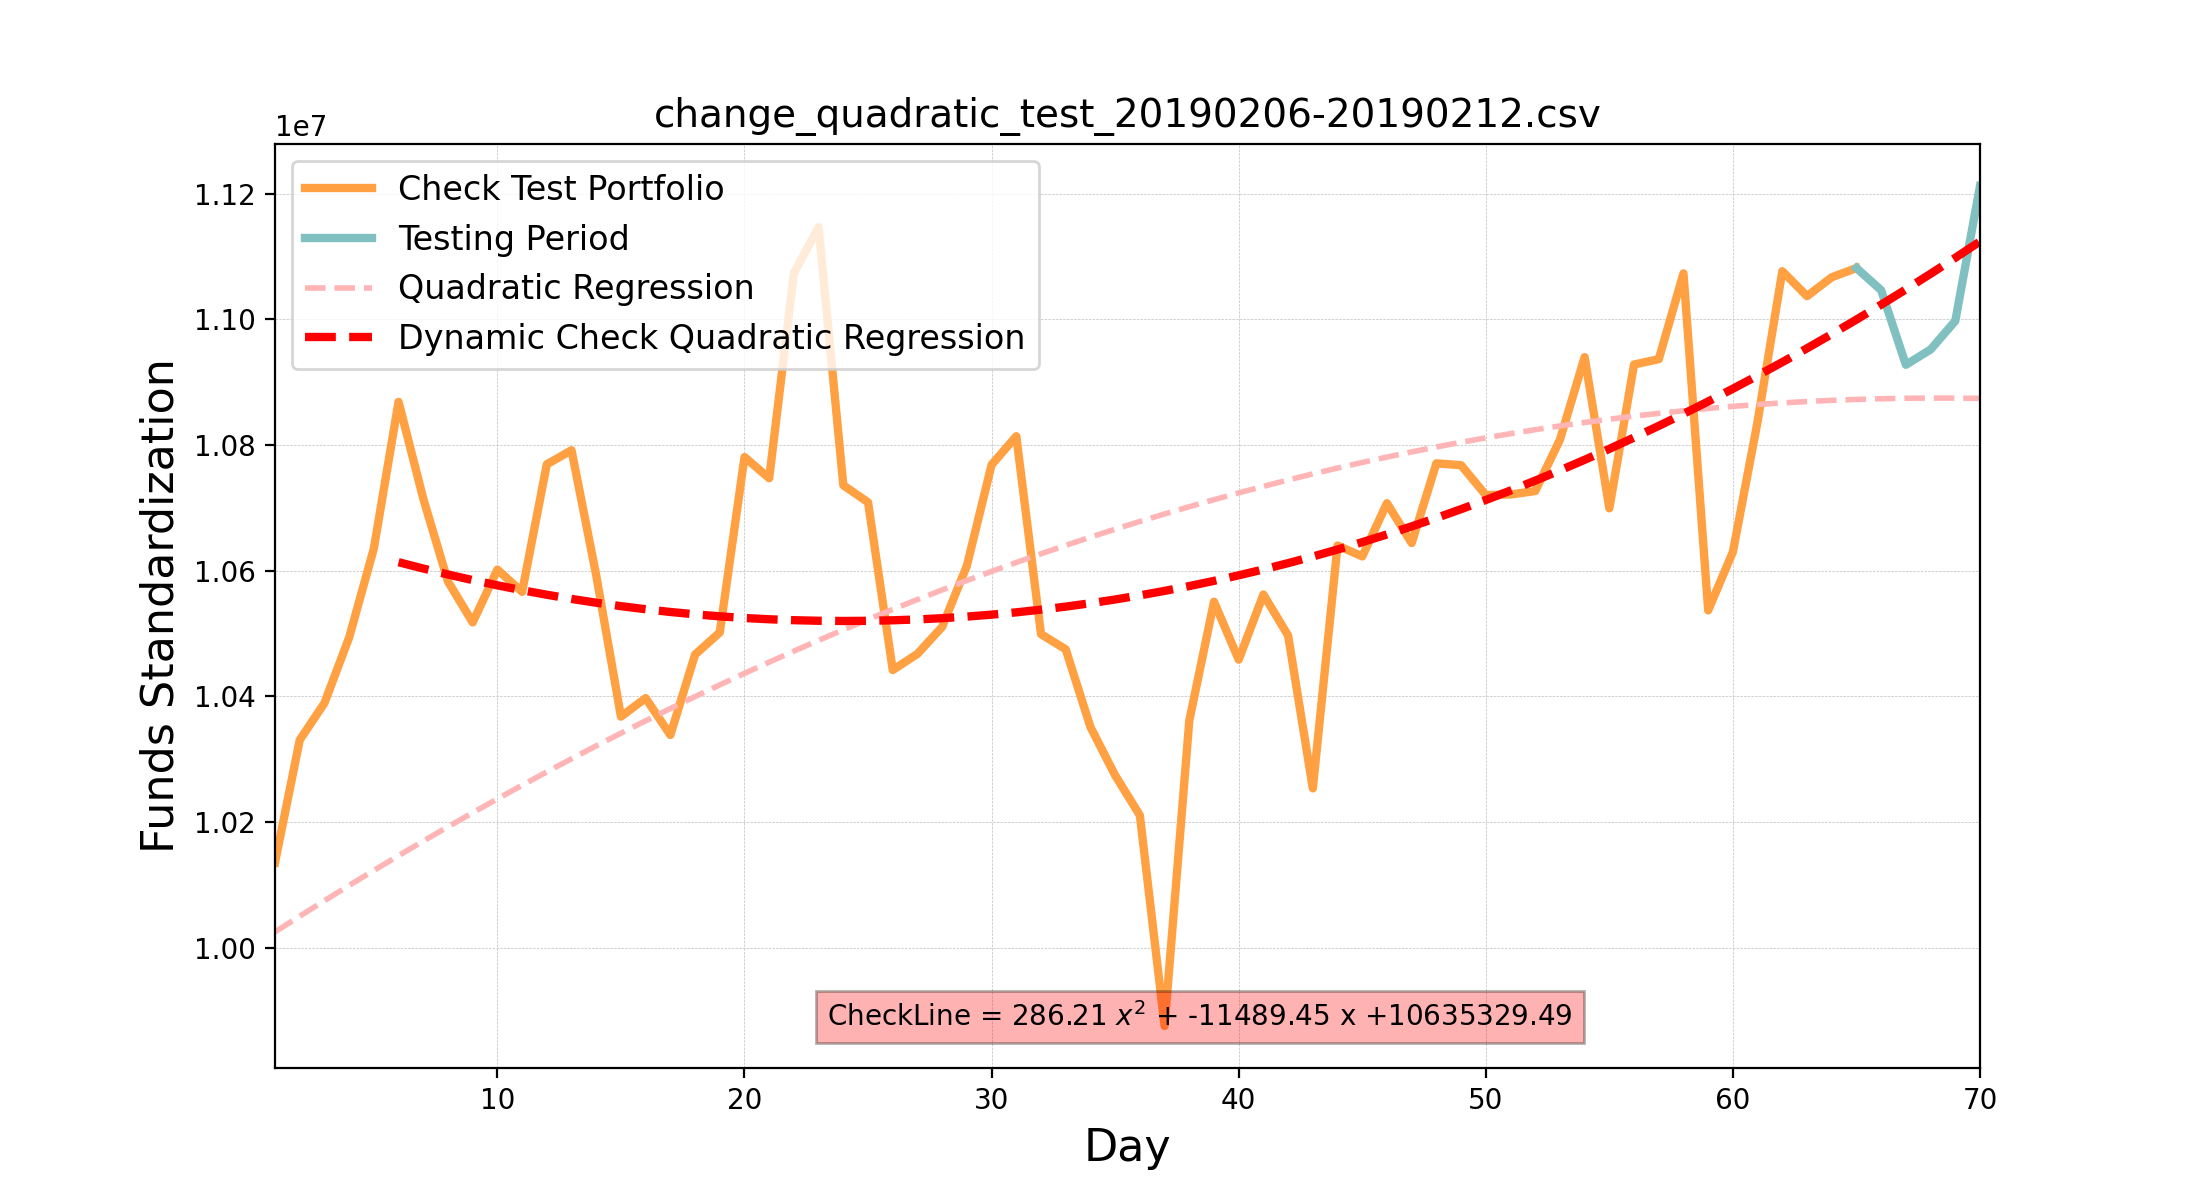 change_quadratic_test_20190206-20190212.csv
1e7
Check Test Portfolio
Testing Period
Quadratic Regression
Dynamic Check Quadratic Regression
Funds Standardization
1.12
1.10
1.08
1.06
1.04
1.02
1.00
CheckLine = 286.21 x² + -11489.45 x +10635329.49
10 20 30 40 50 60 70
Day